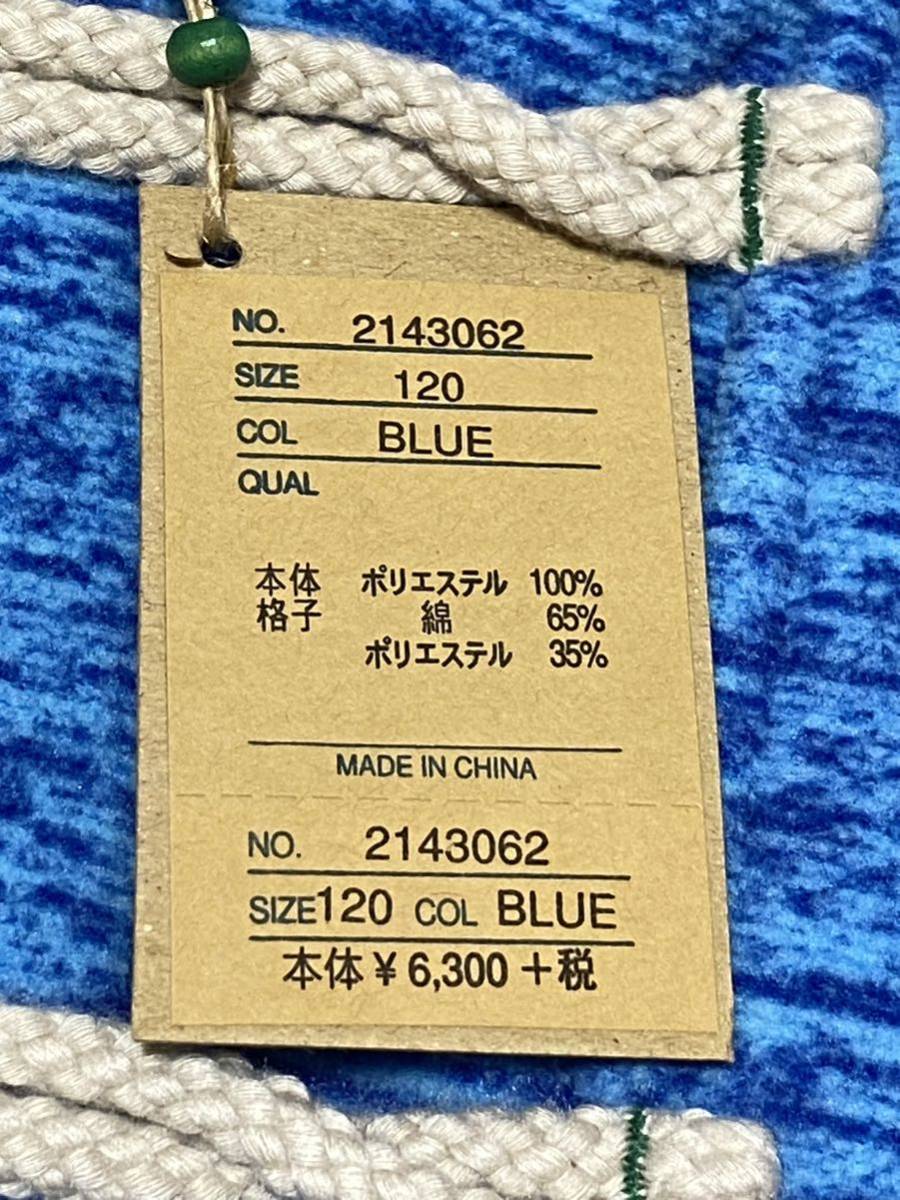 NO. 2143062
SIZE 120
COL BLUE
QUAL
本体 ポリエステル 100%
格子 綿 65%
ポリエステル 35%
MADE IN CHINA
NO. 2143062
SIZE 120 COL BLUE
本体¥6,300+税